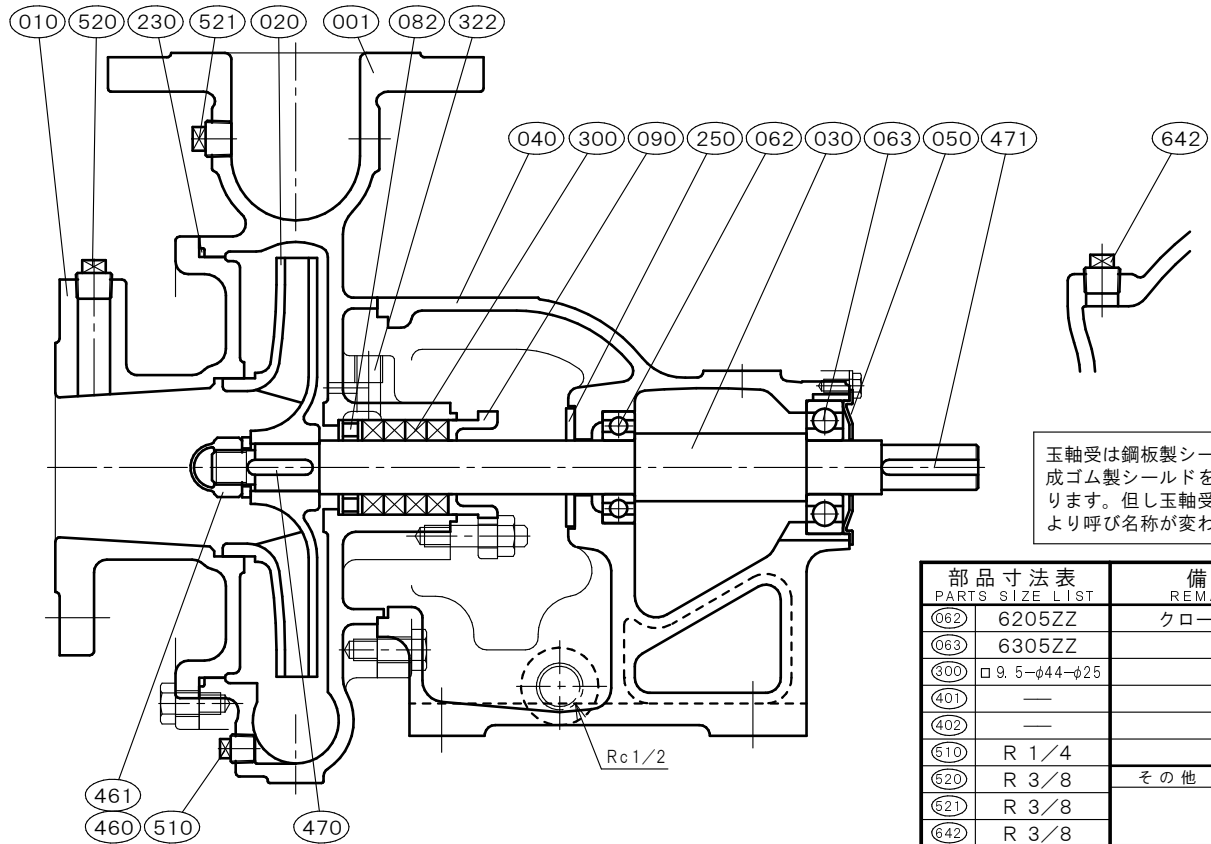 010 520 230 521 020 001 082 322
040 300 090 250 062 030 063 050 471 642
玉軸受は鋼板製シー
成ゴム製シールドを
ります。但し玉軸受
より呼び名称が変わ
部品寸法表 備
PARTS SIZE LIST REMA
062 6205ZZ クロー
063 6305ZZ
300 □9.5-φ44-φ25
401 —
402 —
510 R 1/4
520 R 3/8 その他
521 R 3/8
642 R 3/8
Rc1/2
461
460 510 470